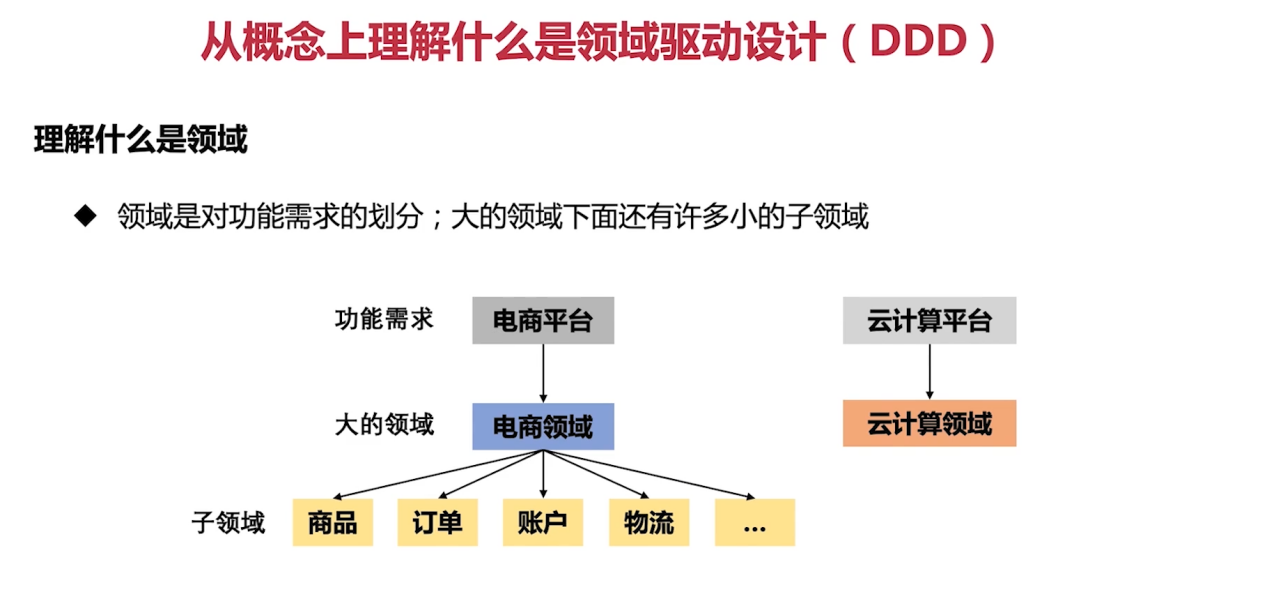 从概念上理解什么是领域驱动设计（DDD）
理解什么是领域
◆ 领域是对功能需求的划分；大的领域下面还有许多小的子领域
功能需求 电商平台 云计算平台
大的领域 电商领域 云计算领域
子领域 商品 订单 账户 物流 ...